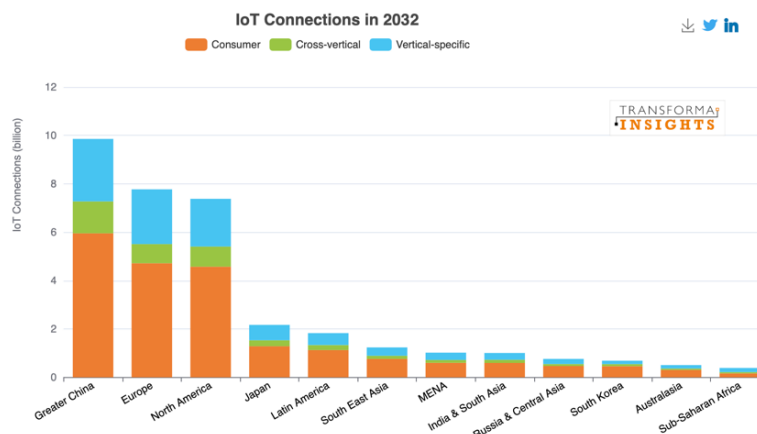 IoT Connections in 2032
Consumer Cross-vertical Vertical-specific
TRANSFORMA
INSIGHTS
IoT Connections (billion)
12
10
8
6
4
2
0
Greater China
Europe
North America
Japan
Latin America
South East Asia
MENA
India & South Asia
Russia & Central Asia
South Korea
Australasia
Sub-Saharan Africa